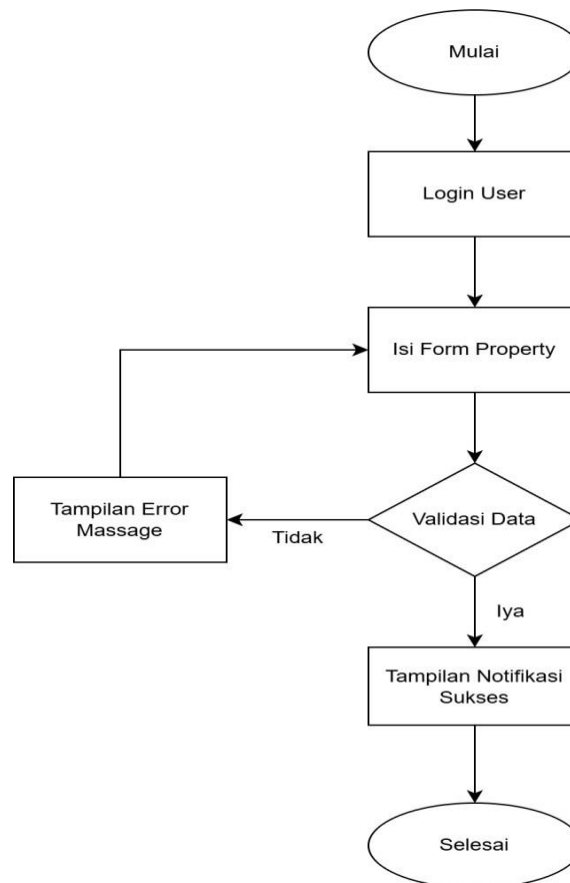 Mulai
Login User
Isi Form Property
Validasi Data
Tidak
Tampilan Error
Massage
Iya
Tampilan Notifikasi
Sukses
Selesai